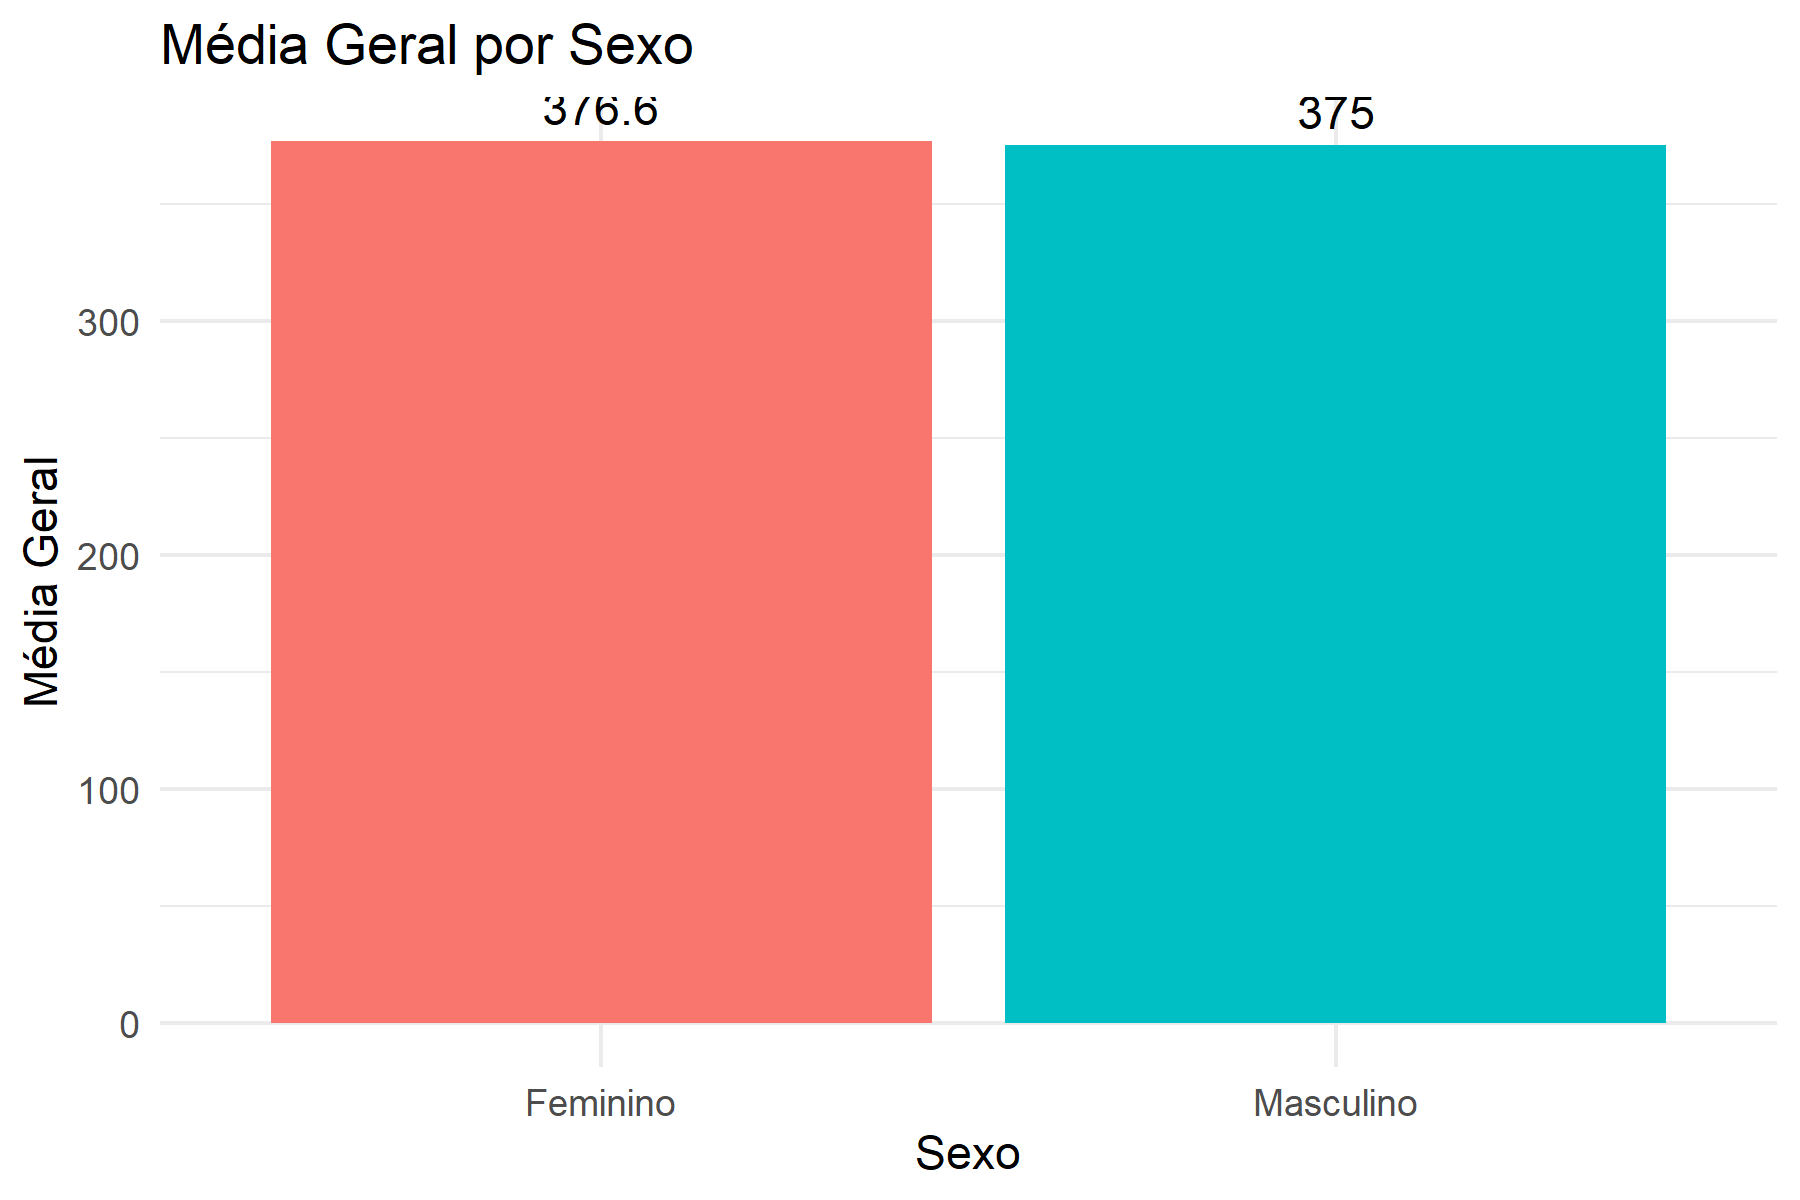 Média Geral por Sexo
376.6
375
Média Geral
300
200
100
0
Feminino
Masculino
Sexo